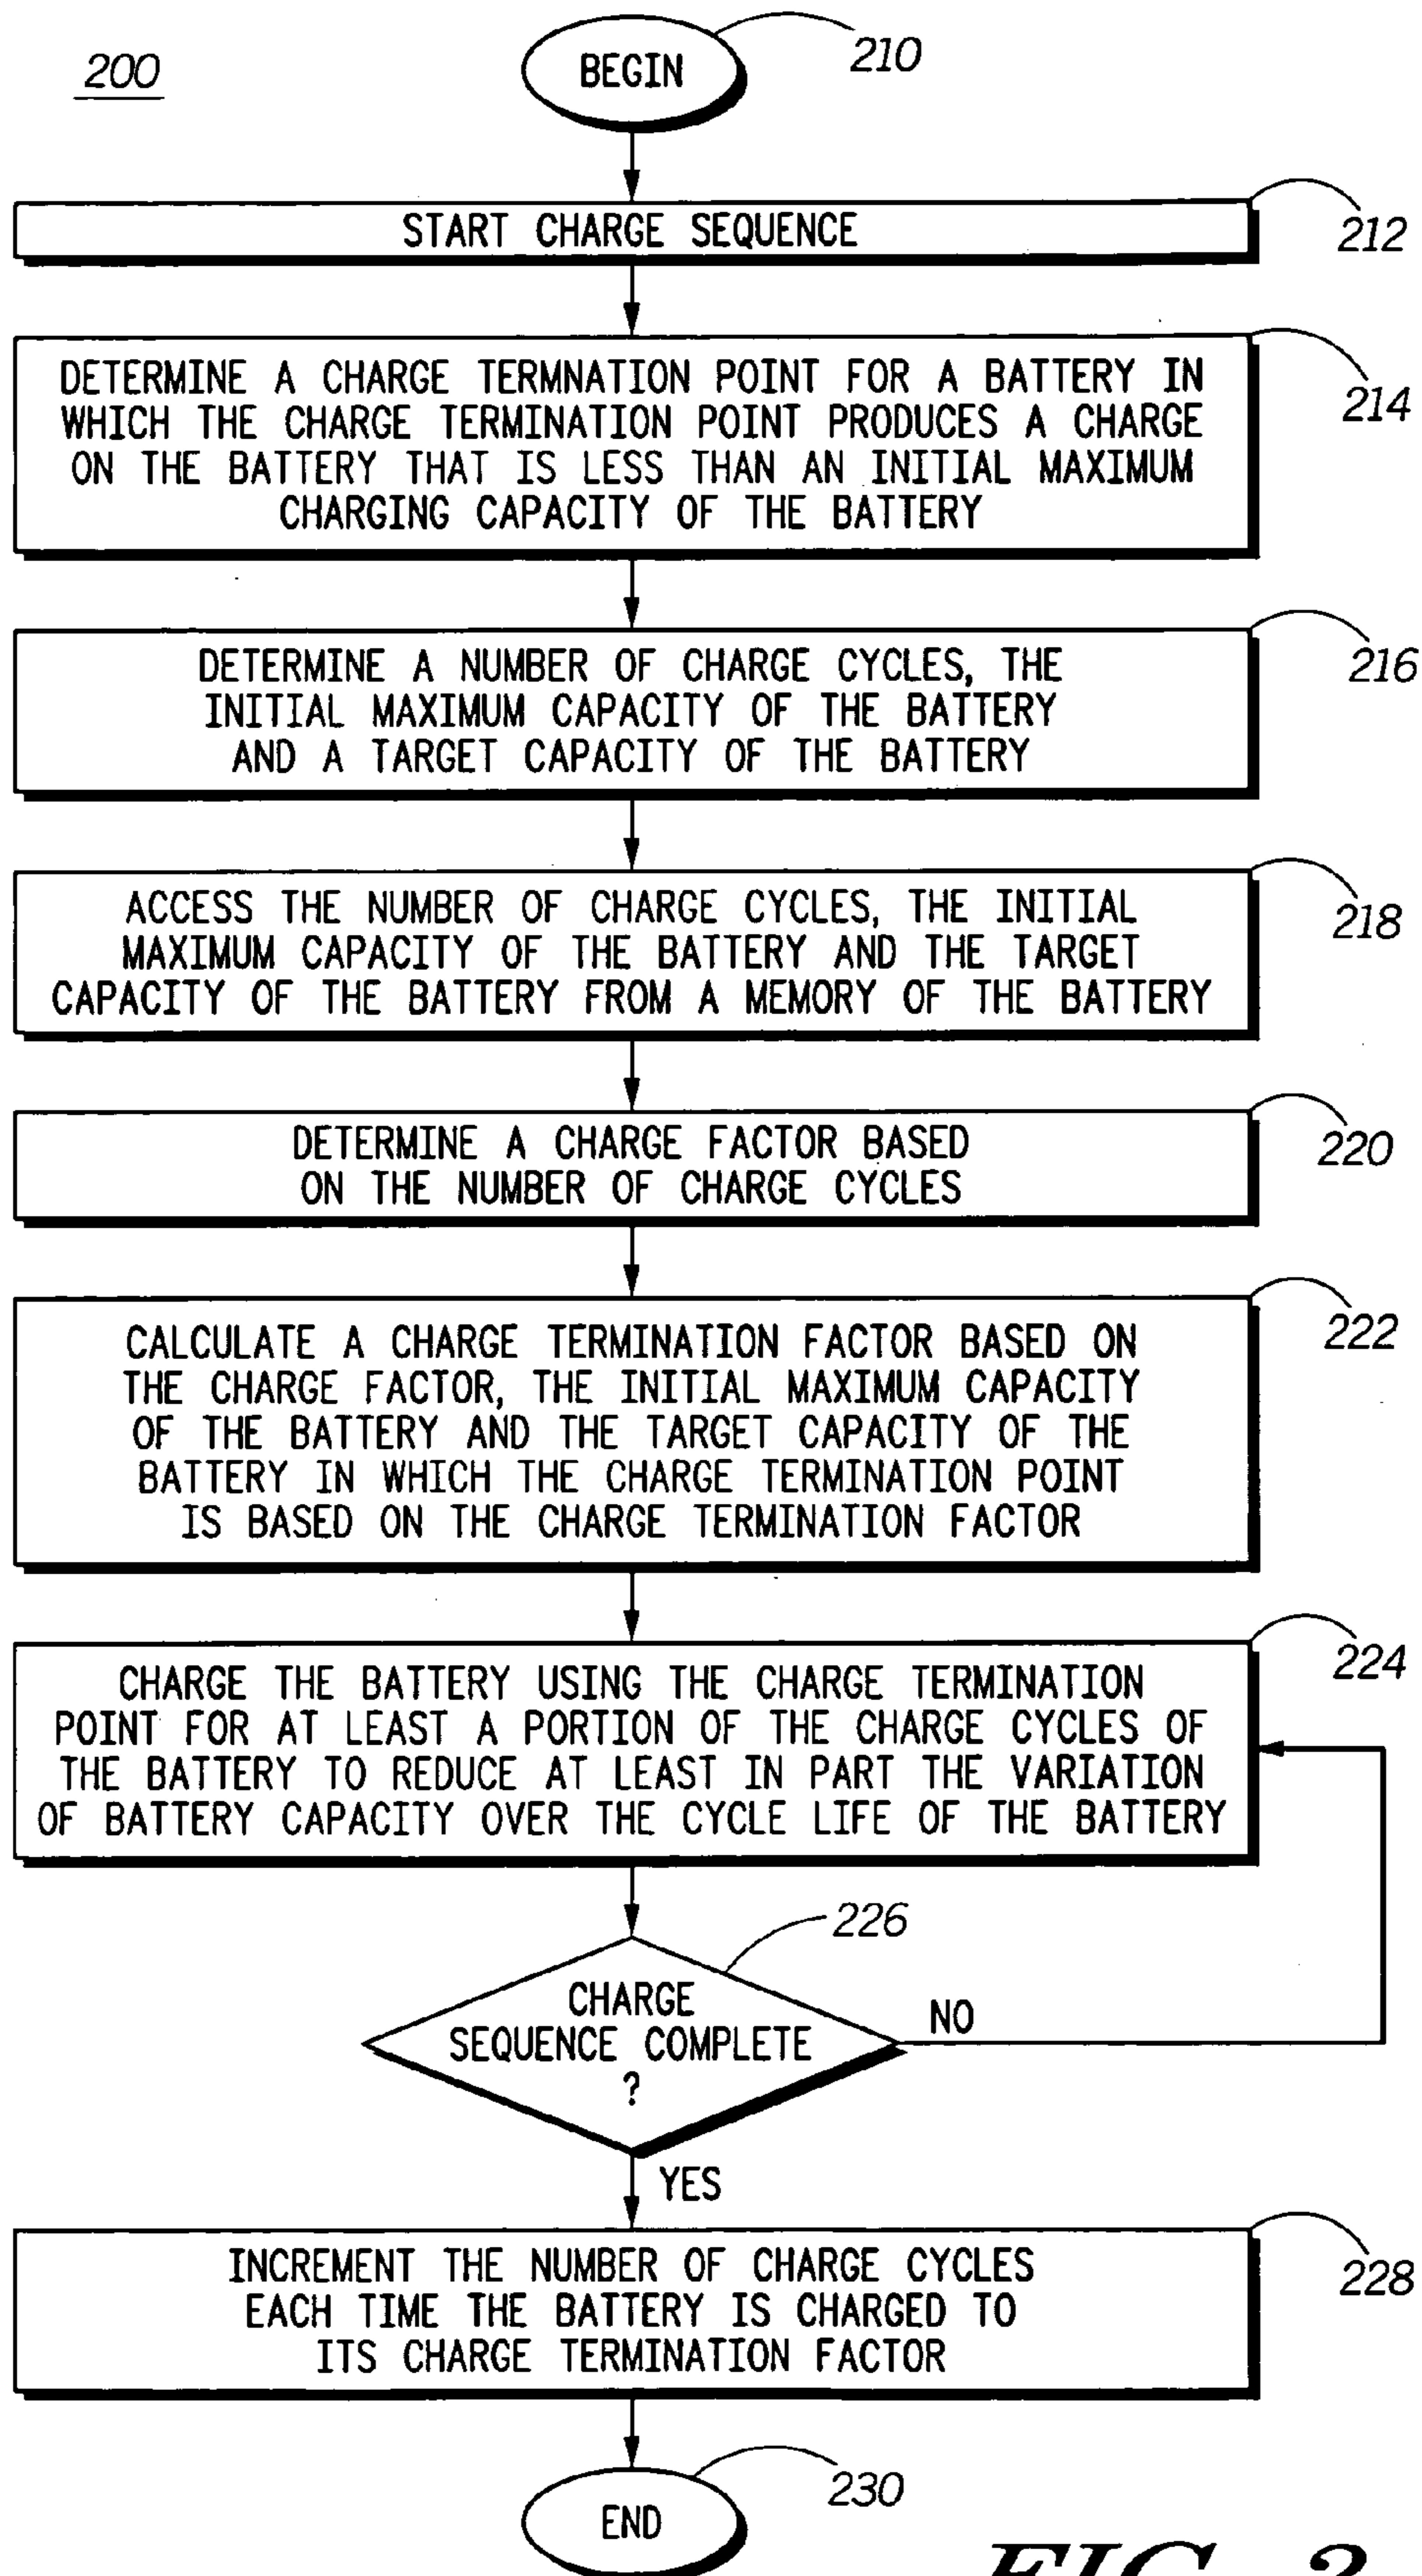 200
BEGIN
210
START CHARGE SEQUENCE
212
DETERMINE A CHARGE TERMNATION POINT FOR A BATTERY IN
WHICH THE CHARGE TERMINATION POINT PRODUCES A CHARGE
ON THE BATTERY THAT IS LESS THAN AN INITIAL MAXIMUM
CHARGING CAPACITY OF THE BATTERY
214
DETERMINE A NUMBER OF CHARGE CYCLES, THE
INITIAL MAXIMUM CAPACITY OF THE BATTERY
AND A TARGET CAPACITY OF THE BATTERY
216
ACCESS THE NUMBER OF CHARGE CYCLES, THE INITIAL
MAXIMUM CAPACITY OF THE BATTERY AND THE TARGET
CAPACITY OF THE BATTERY FROM A MEMORY OF THE BATTERY
218
DETERMINE A CHARGE FACTOR BASED
ON THE NUMBER OF CHARGE CYCLES
220
CALCULATE A CHARGE TERMINATION FACTOR BASED ON
THE CHARGE FACTOR, THE INITIAL MAXIMUM CAPACITY
OF THE BATTERY AND THE TARGET CAPACITY OF THE
BATTERY IN WHICH THE CHARGE TERMINATION POINT
IS BASED ON THE CHARGE TERMINATION FACTOR
222
CHARGE THE BATTERY USING THE CHARGE TERMINATION
POINT FOR AT LEAST A PORTION OF THE CHARGE CYCLES OF
THE BATTERY TO REDUCE AT LEAST IN PART THE VARIATION
OF BATTERY CAPACITY OVER THE CYCLE LIFE OF THE BATTERY
224
CHARGE
SEQUENCE COMPLETE
?
226
NO
YES
INCREMENT THE NUMBER OF CHARGE CYCLES
EACH TIME THE BATTERY IS CHARGED TO
ITS CHARGE TERMINATION FACTOR
228
END
230
FIG.